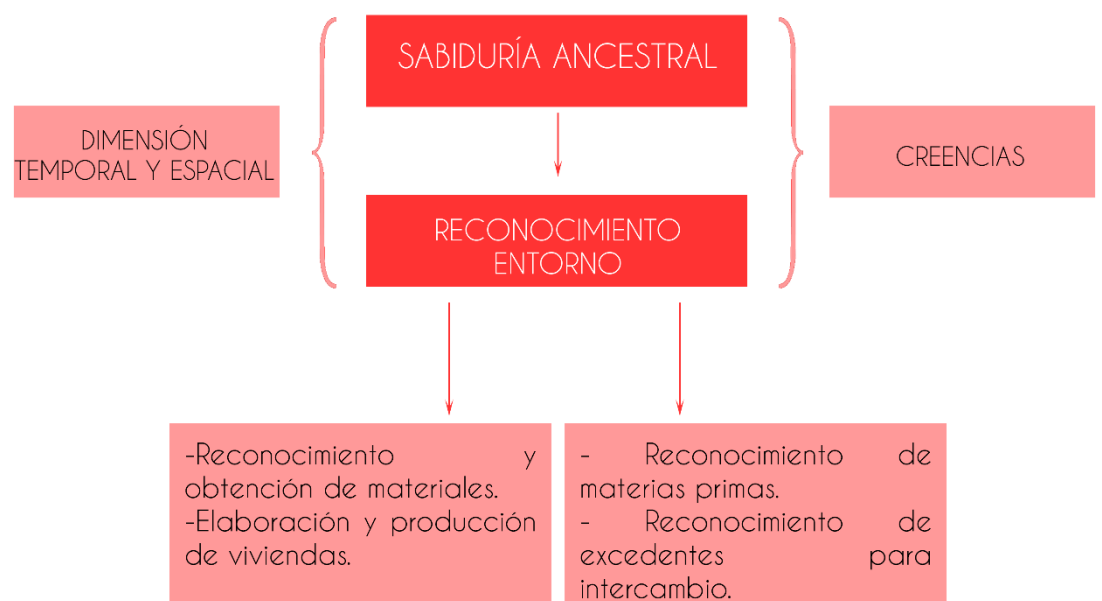 SABIDURÍA ANCESTRAL
DIMENSIÓN
TEMPORAL Y ESPACIAL
CREENCIAS
RECONOCIMIENTO
ENTORNO
-Reconocimiento y
obtención de materiales.
-Elaboración y producción
de viviendas.
- Reconocimiento de
materias primas.
- Reconocimiento de
excedentes para
intercambio.